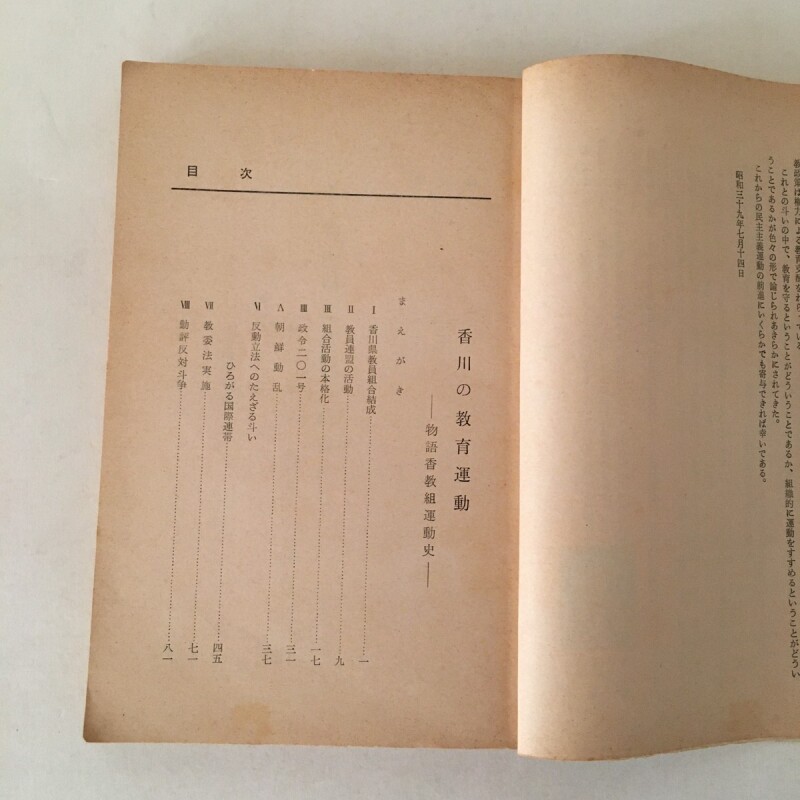 これとの斗いの中で、教育を守るということがどういうことであるか、組織的に運動をすすめるということがどうい
うことであるかが色々の形で論じられあきらかにされてきた。
これからの民主主義運動の前進にいくらかでも寄与できれば幸いである。
昭和三十九年七月十四日
目次
香川の教育運動
―物語香教組運動史―
まえがき
Ⅰ 香川県教員組合結成……一
Ⅱ 教員連盟の活動……九
Ⅲ 組合活動の本格化……一七
IIII 政令二〇一号……三一
Ⅴ 朝鮮動乱……三七
Ⅵ 反動立法へのたえざる斗い
ひろがる国際連帯……四五
Ⅶ 教委法実施……七一
Ⅷ 勤評反対斗争……八一